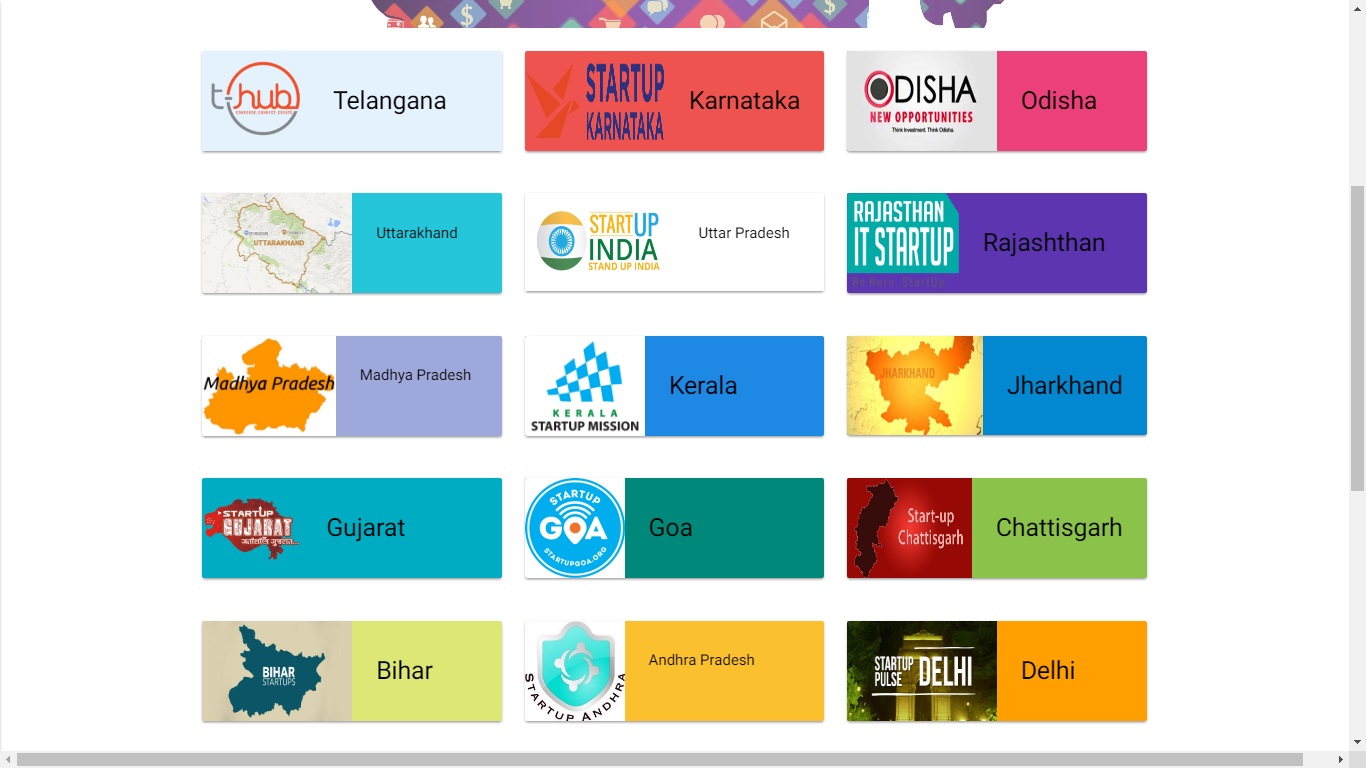 t-hub
CONVERGE. CONNECT. CREATE
Telangana
STARTUP
KARNATAKA
Karnataka
ODISHA
NEW OPPORTUNITIES
Think Investment. Think Odisha.
Odisha
UTTARAKHAND
Uttarakhand
STARTUP
INDIA
STAND UP INDIA
Uttar Pradesh
RAJASTHAN
IT STARTUP
Be Here. StartUp
Rajashthan
Madhya Pradesh
Madhya Pradesh
KERALA
STARTUP MISSION
Kerala
JHARKHAND
Jharkhand
STARTUP
GUJARAT
Gujarat
STARTUP
GOA
STARTUPGOA.ORG
Goa
Start-up
Chattisgarh
Chattisgarh
BIHAR
STARTUPS
Bihar
STARTUP ANDHRA
Andhra Pradesh
STARTUP
PULSE
DELHI
Delhi